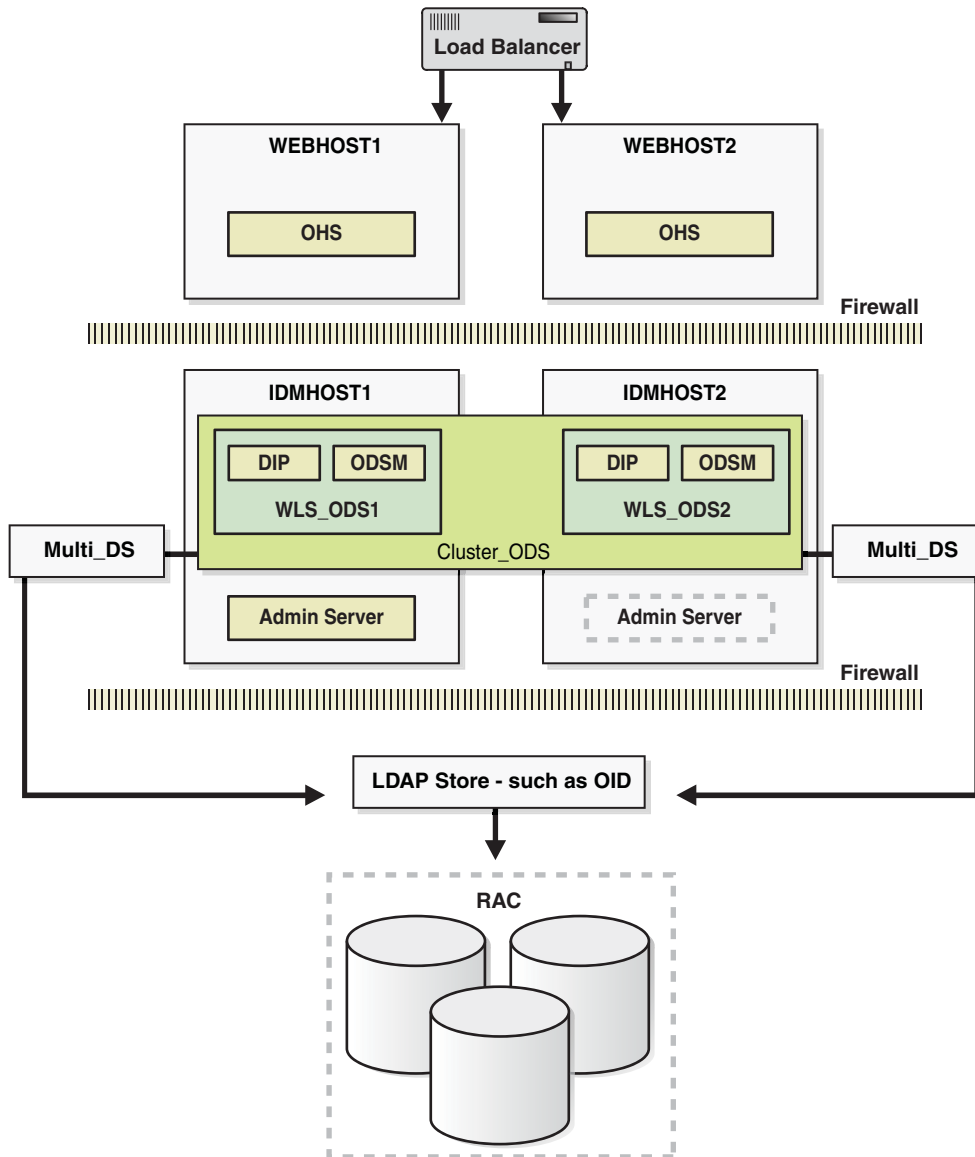 Load Balancer
WEBHOST1
WEBHOST2
OHS
OHS
Firewall
IDMHOST1
IDMHOST2
DIP
ODSM
DIP
ODSM
WLS_ODS1
WLS_ODS2
Multi_DS
Cluster_ODS
Multi_DS
Admin Server
Admin Server
Firewall
LDAP Store - such as OID
RAC